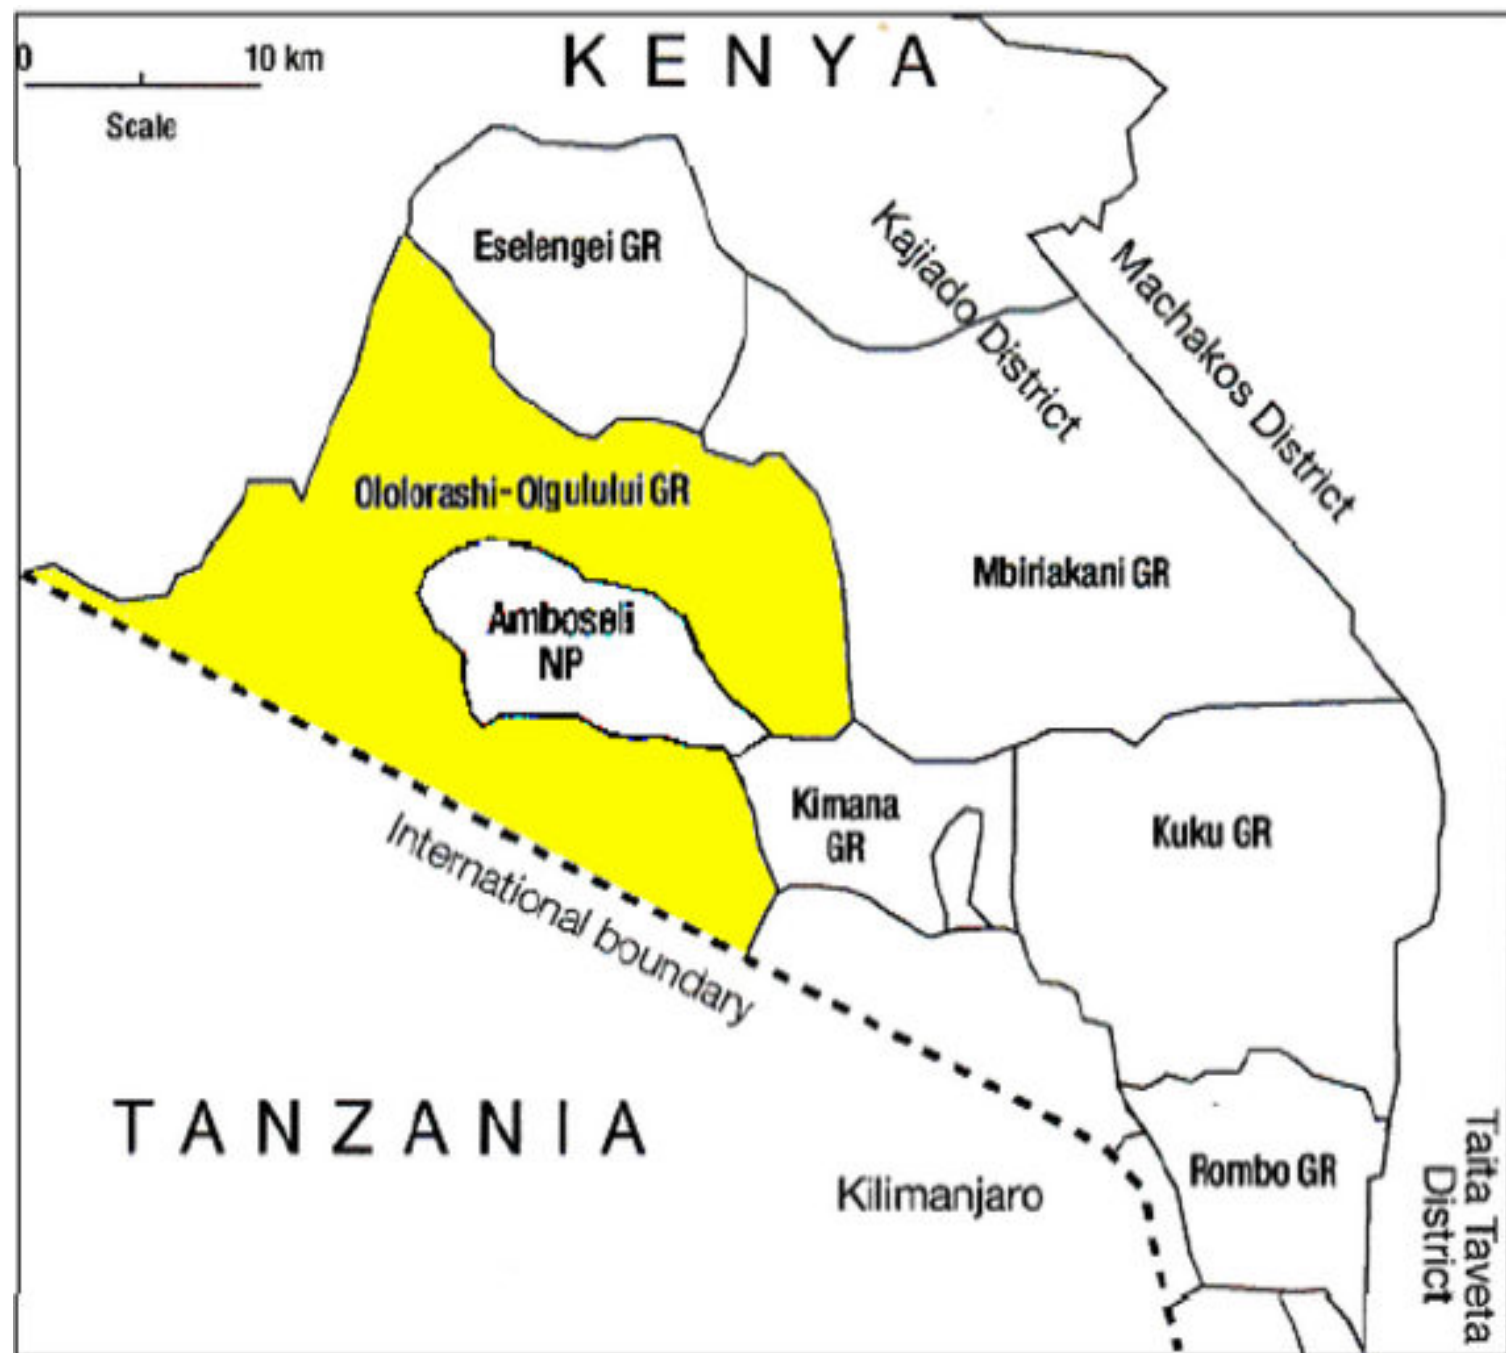 0 10 km
Scale
KENYA
Eselengei GR
Kajiado District
Machakos District
Ololorashi-Olgululului GR
Mbiriakani GR
Amboseli
NP
Kimana
GR
Kuku GR
International boundary
TANZANIA
Kilimanjaro
Rombo GR
Taita Taveta
District